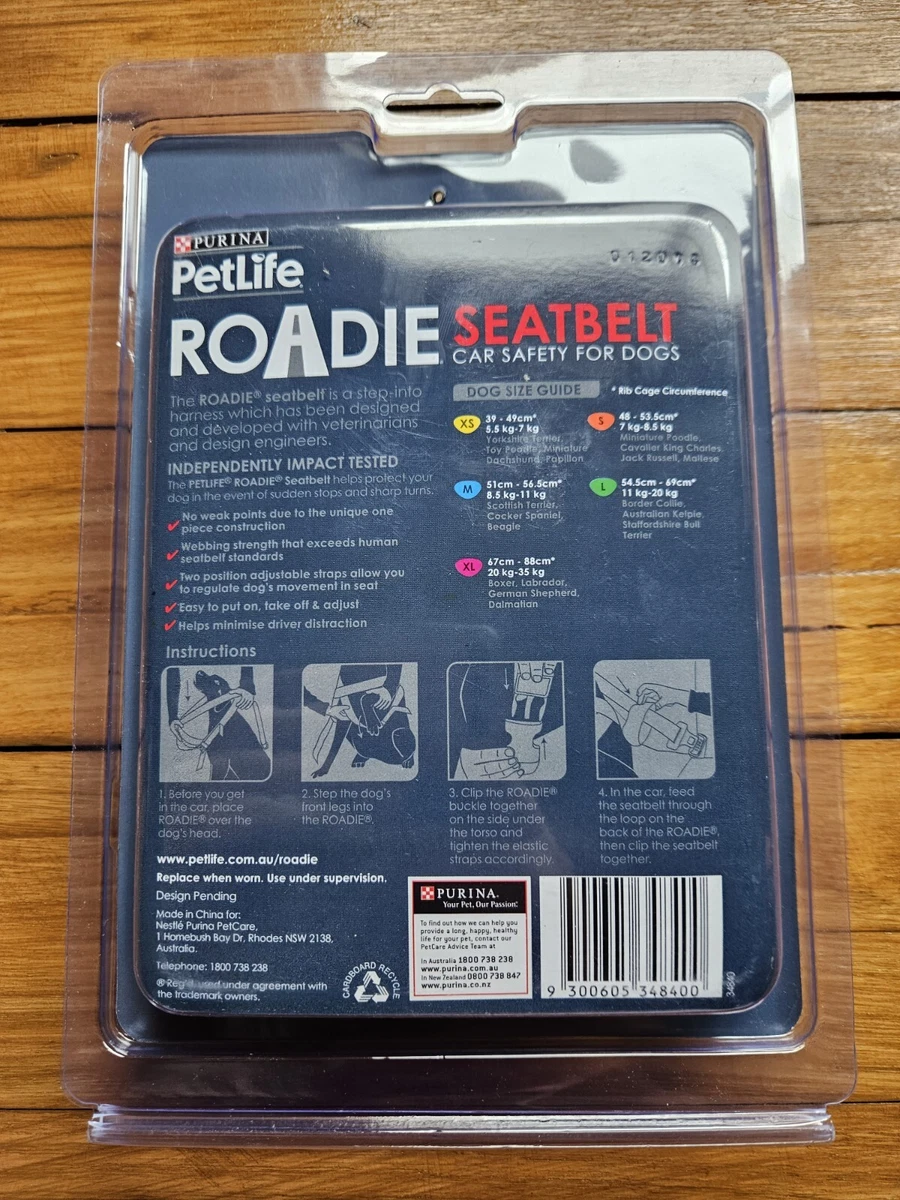 PURINA
PetLife
ROADIE SEATBELT
CAR SAFETY FOR DOGS
The ROADIE® seatbelt is a step-into
harness which has been designed
and developed with veterinarians
and design engineers.
INDEPENDENTLY IMPACT TESTED
The PETLIFE® ROADIE® Seatbelt helps protect your
dog in the event of sudden stops and sharp turns.
No weak points due to the unique one
piece construction
Webbing strength that exceeds human
seatbelt standards
Two position adjustable straps allow you
to regulate dog's movement in seat
Easy to put on, take off & adjust
Helps minimise driver distraction
DOG SIZE GUIDE
* Rib Cage Circumference
XS
39 - 49cm*
5.5 kg-7 kg
Yorkshire Terrier,
Toy Poodle, Miniature
Dachshund, Papillon
S
48 - 53.5cm*
7 kg-8.5 kg
Miniature Poodle,
Cavalier King Charles,
Jack Russell, Maltese
M
51cm - 56.5cm*
8.5 kg-11 kg
Scottish Terrier,
Cocker Spaniel,
Beagle
L
54.5cm - 69cm*
11 kg-20 kg
Border Collie,
Australian Kelpie,
Staffordshire Bull
Terrier
XL
67cm - 88cm*
20 kg-35 kg
Boxer, Labrador,
German Shepherd,
Dalmatian
Instructions
1. Before you get
in the car, place
ROADIE® over the
dog's head.
2. Step the dog's
front legs into
the ROADIE®.
3. Clip the ROADIE®
buckle together
on the side under
the torso and
tighten the elastic
straps accordingly.
4. In the car, feed
the seatbelt through
the loop on the
back of the ROADIE®,
then clip the seatbelt
together.
www.petlife.com.au/roadie
Replace when worn. Use under supervision.
Design Pending
Made in China for:
Nestlé Purina PetCare,
1 Homebush Bay Dr, Rhodes NSW 2138,
Australia.
Telephone: 1800 738 238
® Reg'd. used under agreement with
the trademark owners.
CARDBOARD RECYCLE
PURINA®
Your Pet, Our Passion.®
To find out how we can help you
provide a long, happy, healthy
life for your pet, contact our
PetCare Advice Team at
In Australia 1800 738 238
www.purina.com.au
In New Zealand 0800 738 847
www.purina.co.nz
9 300605 348400